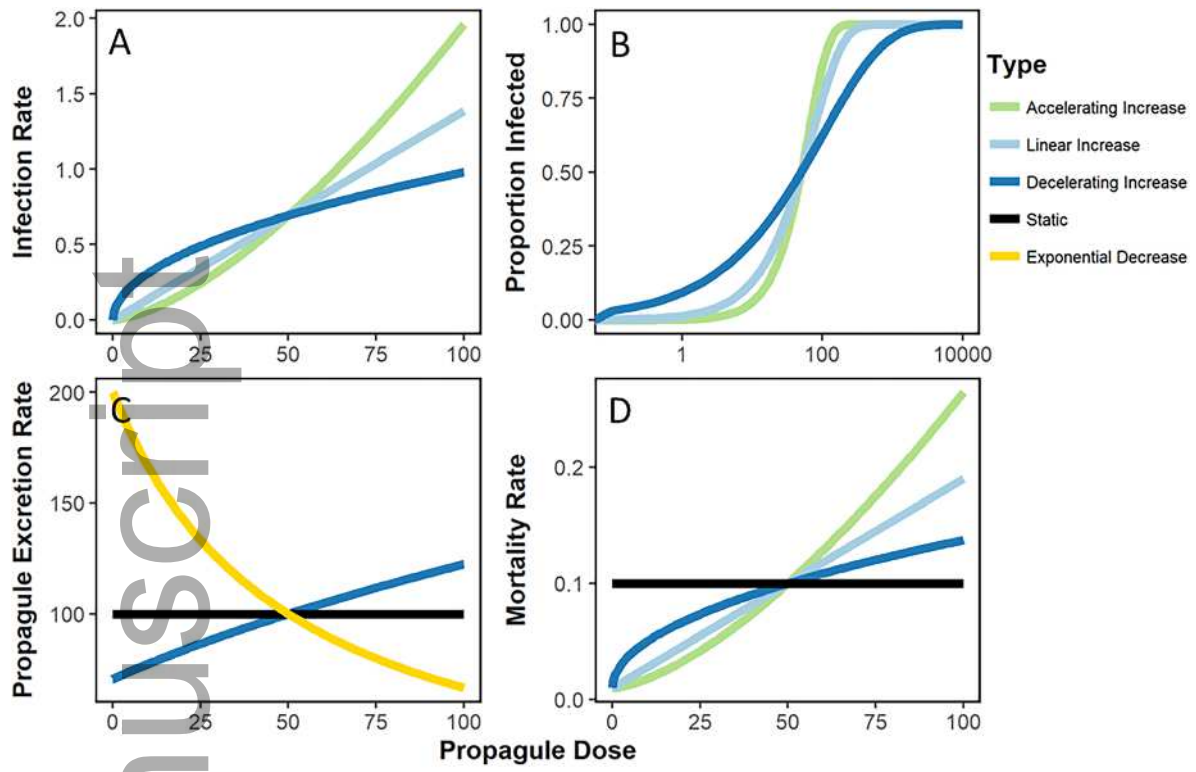 A
Infection Rate
2.0
1.5
1.0
0.5
0.0
0 25 50 75 100
B
Proportion Infected
1.00
0.75
0.50
0.25
0.00
1 100 10000
Type
Accelerating Increase
Linear Increase
Decelerating Increase
Static
Exponential Decrease
C
Propagule Excretion Rate
200
150
100
0 25 50 75 100
D
Mortality Rate
0.2
0.1
0.0
0 25 50 75 100
Propagule Dose
nuscript